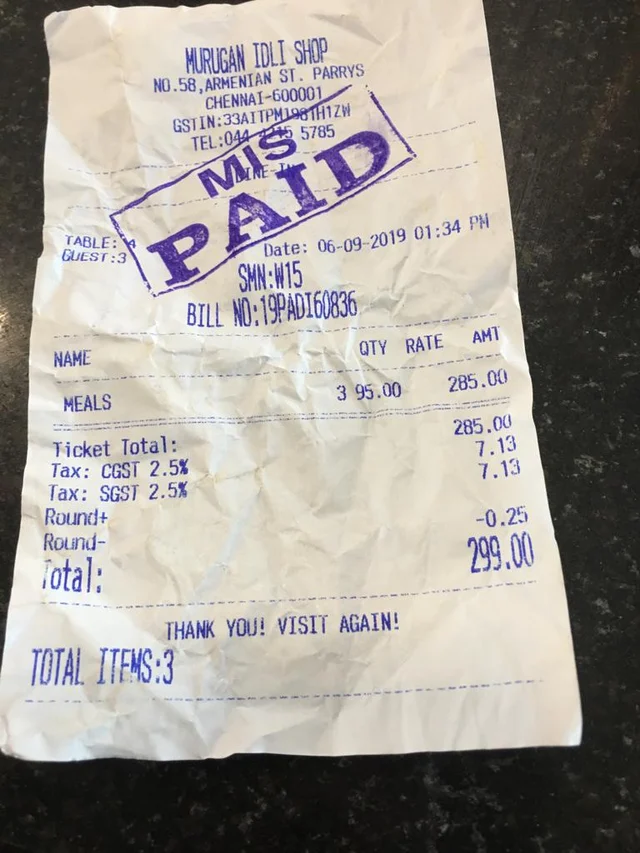 MURUGAN IDLI SHOP
NO.58,ARMENIAN ST. PARRYS
CHENNAI-600001
GSTIN:33AITPM1981H1ZW
TEL:044 5785
MIS
PAID
TABLE:
GUEST:3
Date: 06-09-2019 01:34 PM
SMN:W15
BILL NO:19PADI60836
NAME QTY RATE AMT
MEALS 3 95.00 285.00
Ticket Total: 285.00
Tax: CGST 2.5% 7.13
Tax: SGST 2.5% 7.13
Round+
Round- -0.25
Total: 299.00
THANK YOU! VISIT AGAIN!
TOTAL ITEMS:3